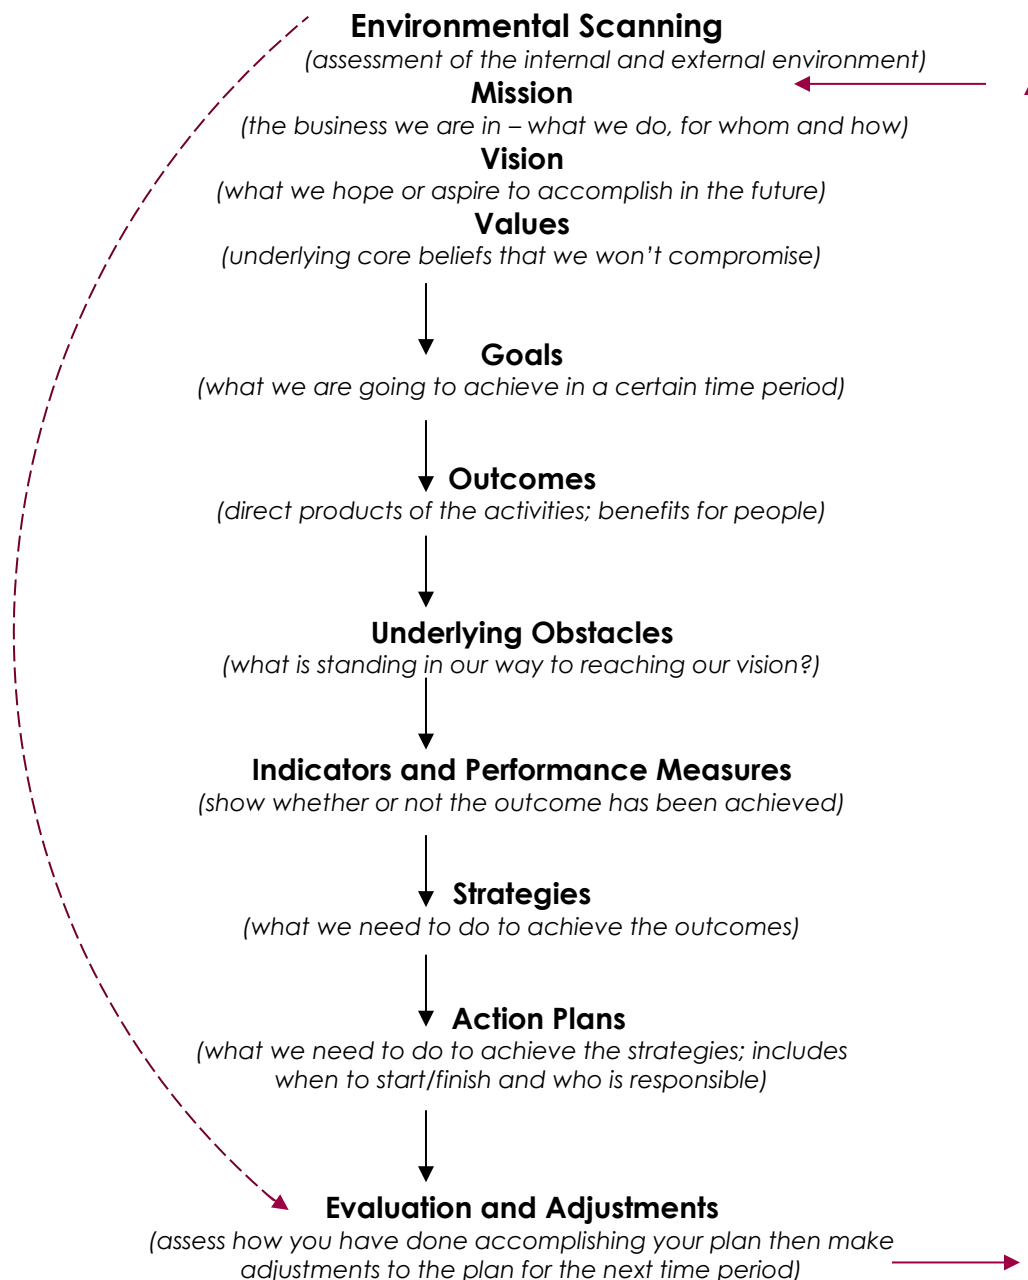 Environmental Scanning
(assessment of the internal and external environment)
Mission
(the business we are in – what we do, for whom and how)
Vision
(what we hope or aspire to accomplish in the future)
Values
(underlying core beliefs that we won’t compromise)
Goals
(what we are going to achieve in a certain time period)
Outcomes
(direct products of the activities; benefits for people)
Underlying Obstacles
(what is standing in our way to reaching our vision?)
Indicators and Performance Measures
(show whether or not the outcome has been achieved)
Strategies
(what we need to do to achieve the outcomes)
Action Plans
(what we need to do to achieve the strategies; includes
when to start/finish and who is responsible)
Evaluation and Adjustments
(assess how you have done accomplishing your plan then make
adjustments to the plan for the next time period)